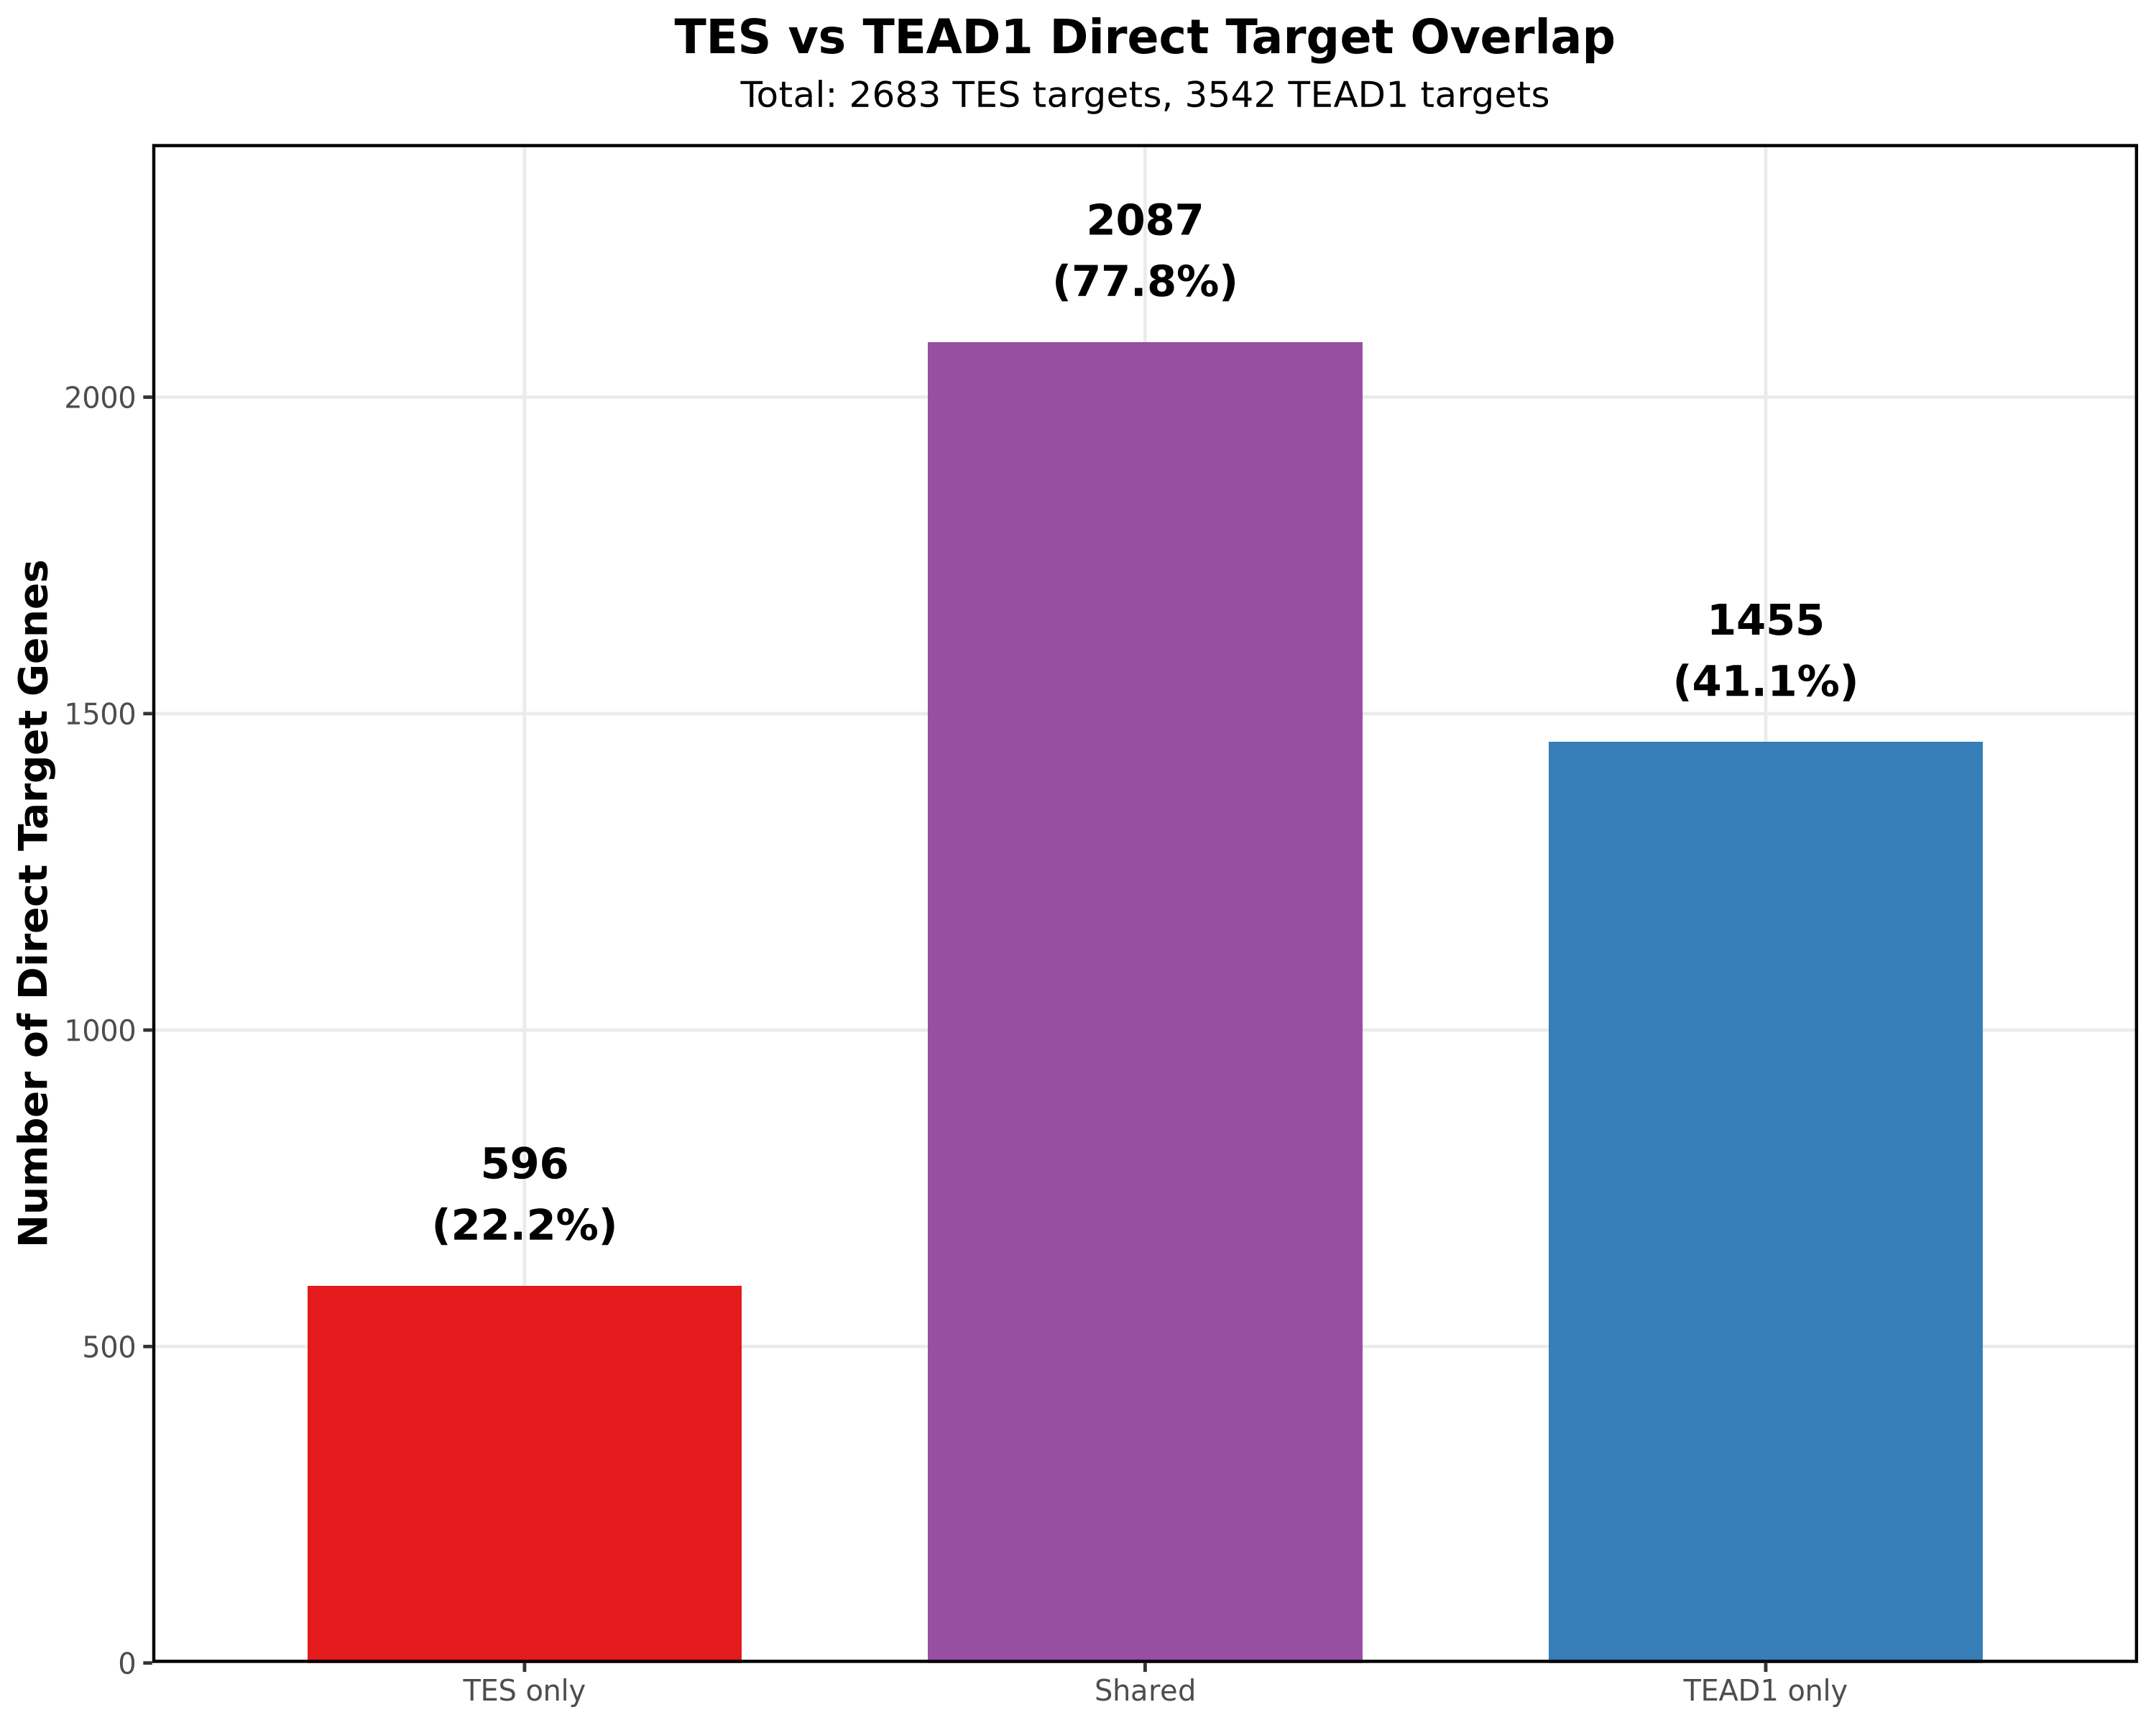 TES vs TEAD1 Direct Target Overlap
Total: 2683 TES targets, 3542 TEAD1 targets
Number of Direct Target Genes
2000
1500
1000
500
0
2087
(77.8%)
1455
(41.1%)
596
(22.2%)
TES only
Shared
TEAD1 only